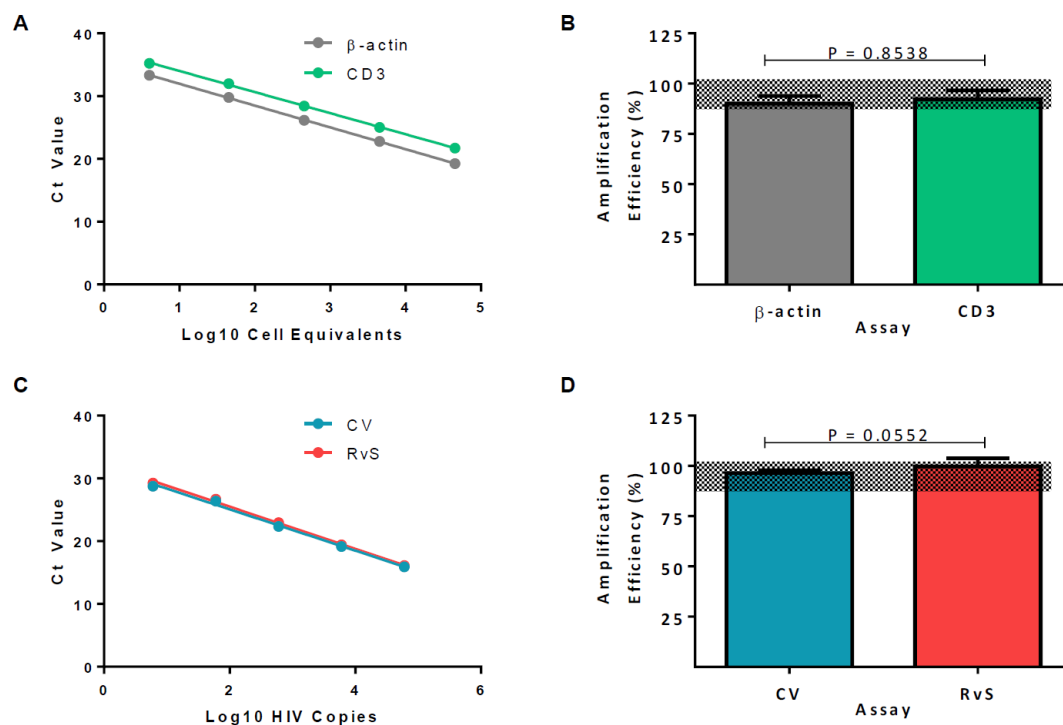 A
40
30
20
10
0
Ct Value
β-actin
CD3
0 1 2 3 4 5
Log10 Cell Equivalents
B
125
100
75
50
25
Amplification
Efficiency (%)
P = 0.8538
β-actin CD3
Assay
C
40
30
20
10
0
Ct Value
CV
RvS
0 2 4 6
Log10 HIV Copies
D
125
100
75
50
25
Amplification
Efficiency (%)
P = 0.0552
CV RvS
Assay